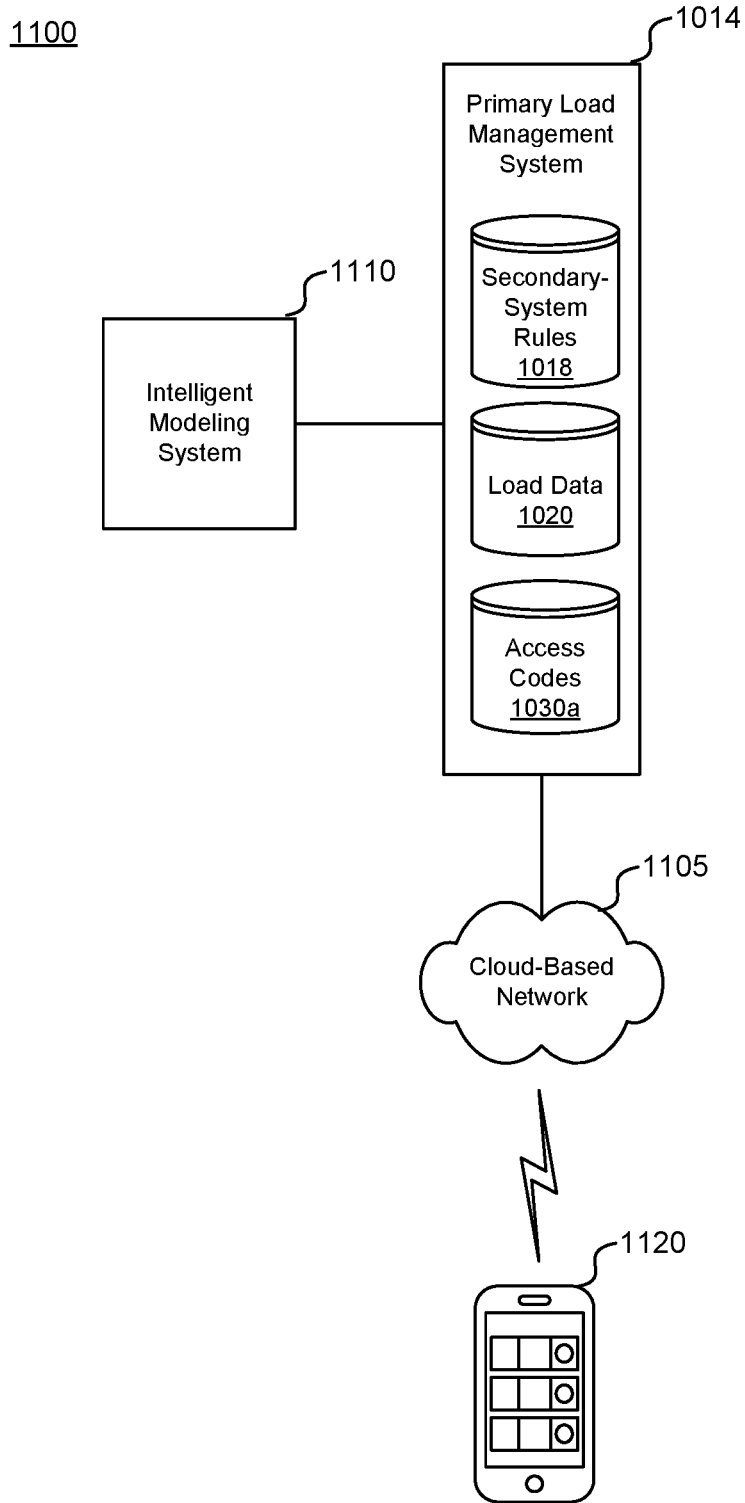 1100
1014
Primary Load
Management
System
1110
Secondary-
System
Rules
1018
Intelligent
Modeling
System
Load Data
1020
Access
Codes
1030a
1105
Cloud-Based
Network
1120